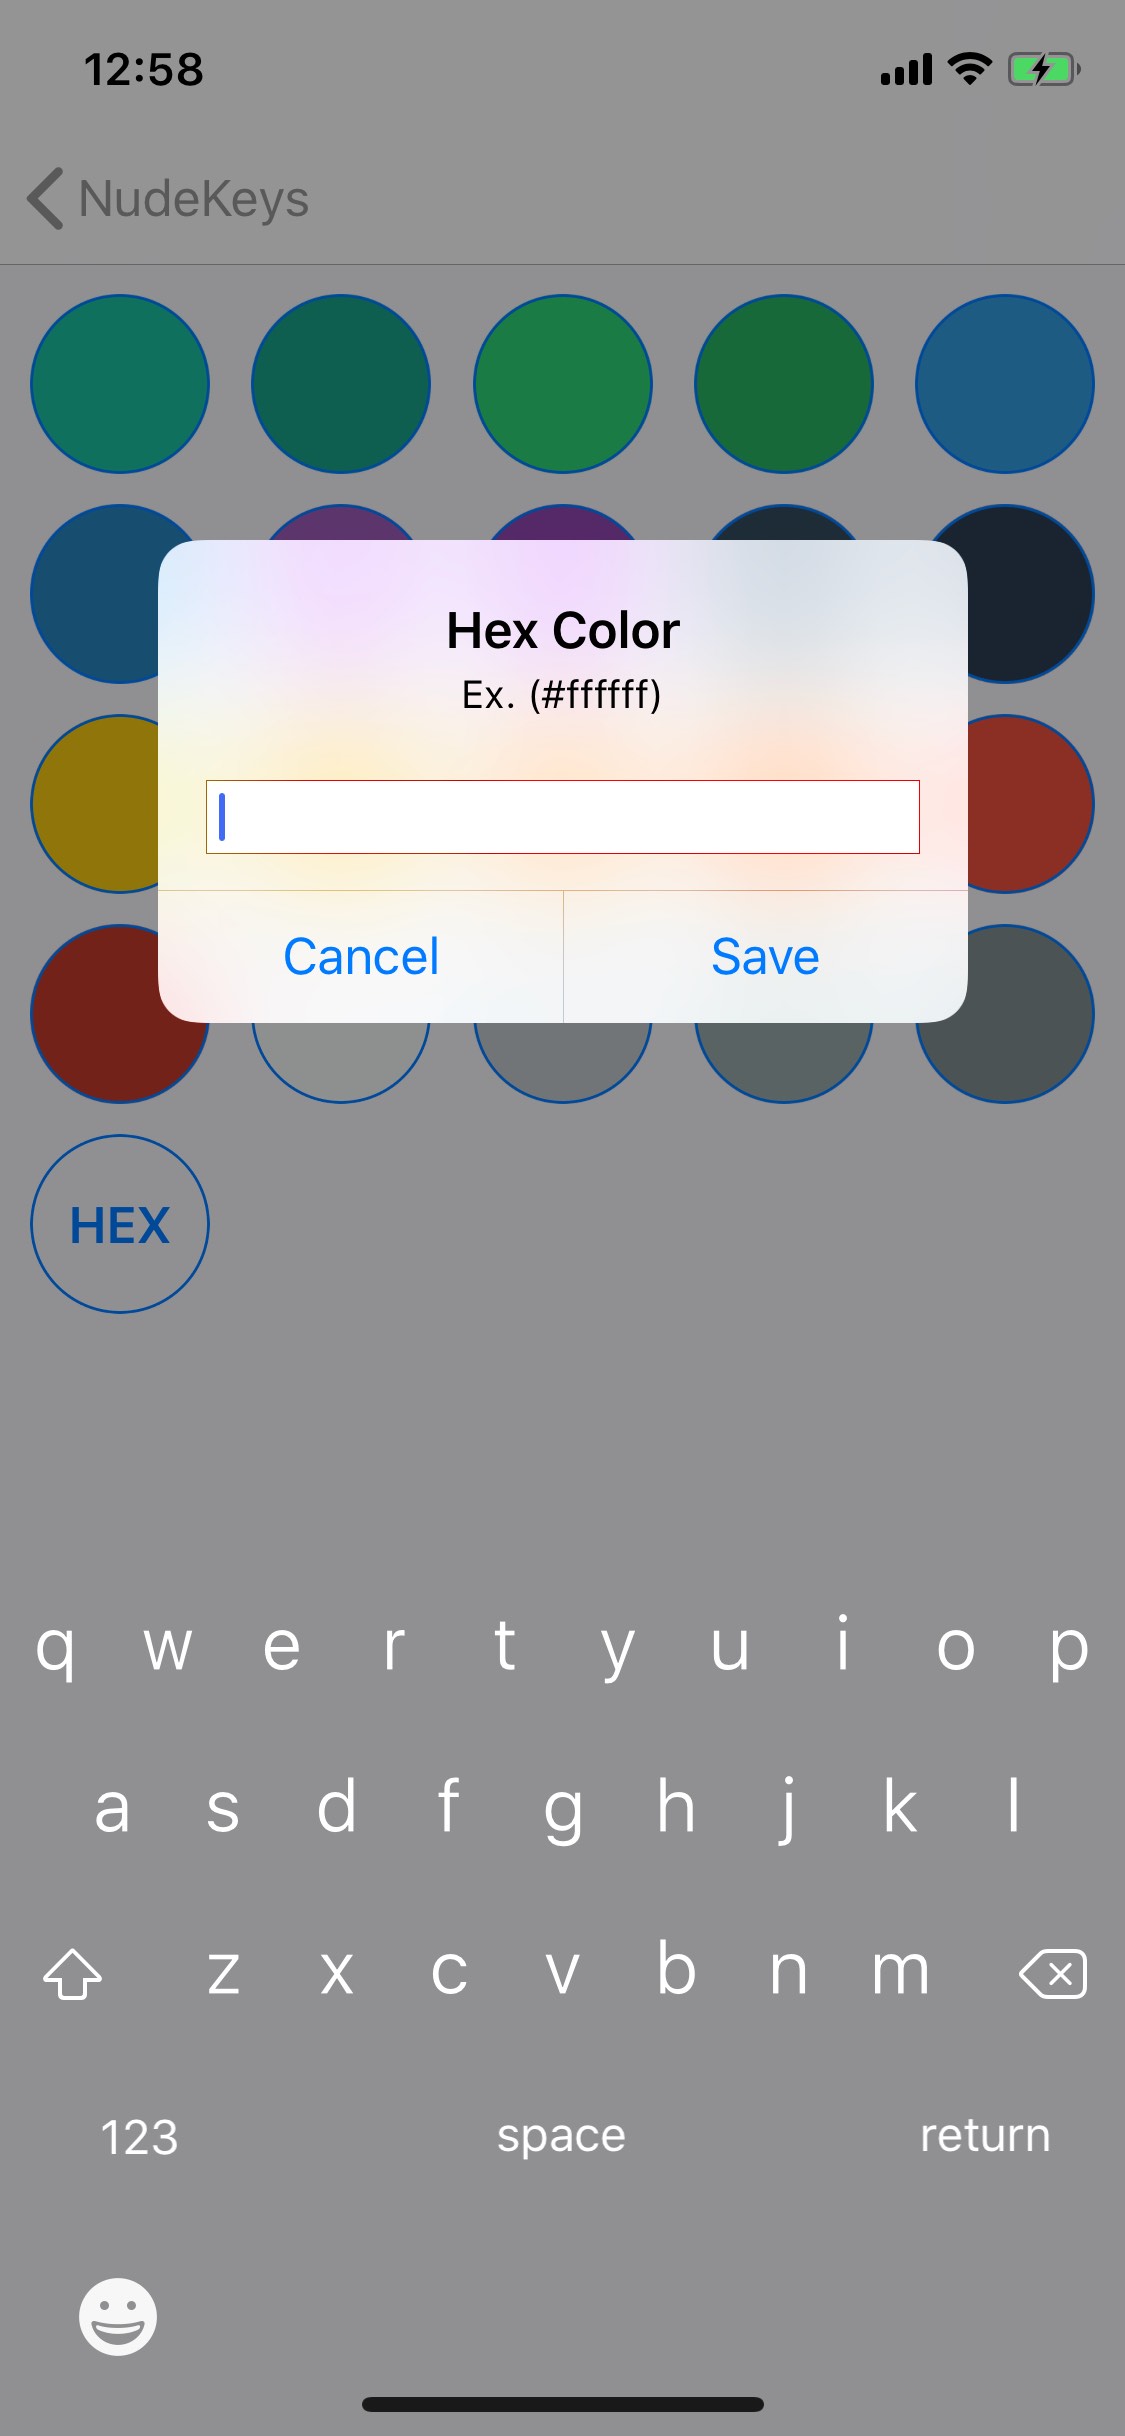 12:58
NudeKeys
Hex Color
Ex. (#ffffff)
Cancel Save
HEX
q w e r t y u i o p
a s d f g h j k l
z x c v b n m
123 space return